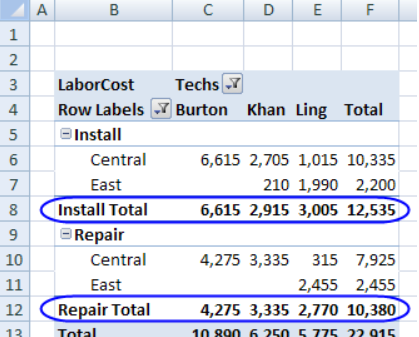 A B C D E F
1
2
3 LaborCost Techs
4 Row Labels Burton Khan Ling Total
5 Install
6 Central 6,615 2,705 1,015 10,335
7 East 210 1,990 2,200
8 Install Total 6,615 2,915 3,005 12,535
9 Repair
10 Central 4,275 3,335 315 7,925
11 East 2,455 2,455
12 Repair Total 4,275 3,335 2,770 10,380
13 Total 10,890 6,250 5,775 22,915